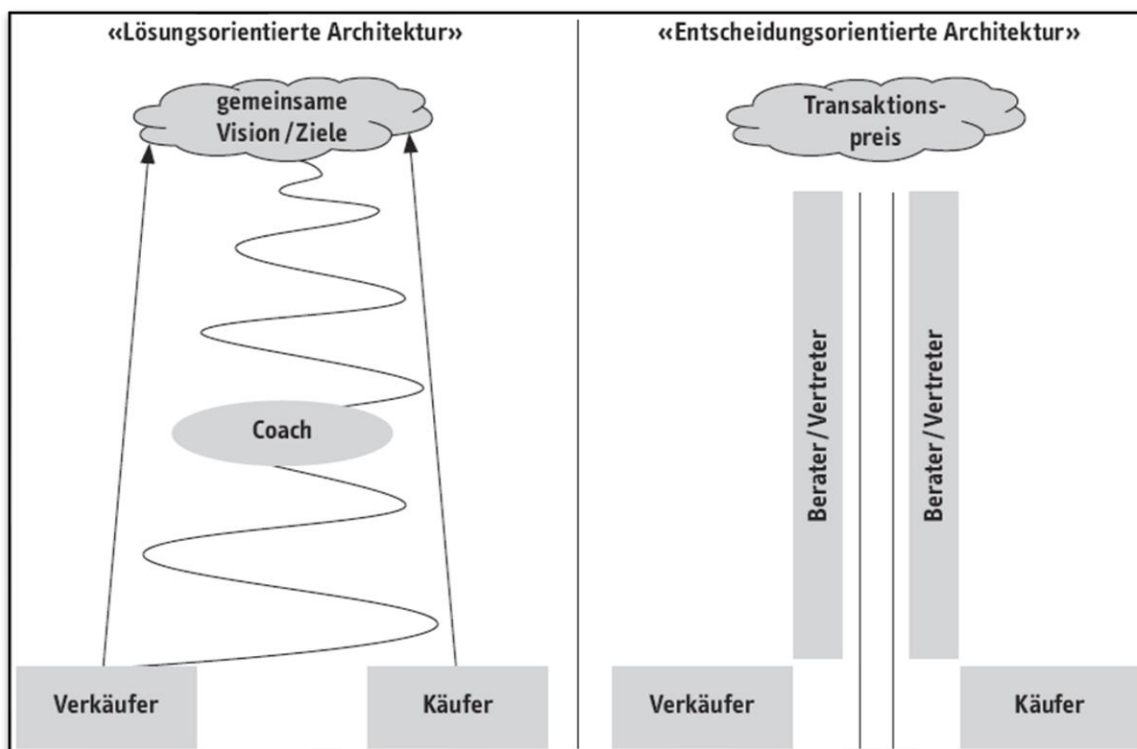 «Lösungsorientierte Architektur»
gemeinsame
Vision / Ziele
Coach
Verkäufer
Käufer
«Entscheidungsorientierte Architektur»
Transaktions-
preis
Berater / Vertreter
Berater / Vertreter
Verkäufer
Käufer